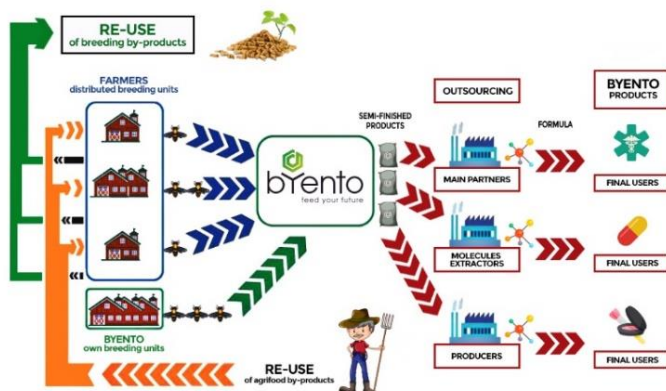 RE-USE
of breeding by-products
FARMERS
distributed breeding units
OUTSOURCING
BYENTO
PRODUCTS
SEMI-FINISHED
PRODUCTS
FORMULA
byento
feed your future
MAIN PARTNERS
FINAL USERS
MOLECULES
EXTRACTORS
FINAL USERS
BYENTO
own breeding units
RE-USE
of agrifood by-products
PRODUCERS
FINAL USERS